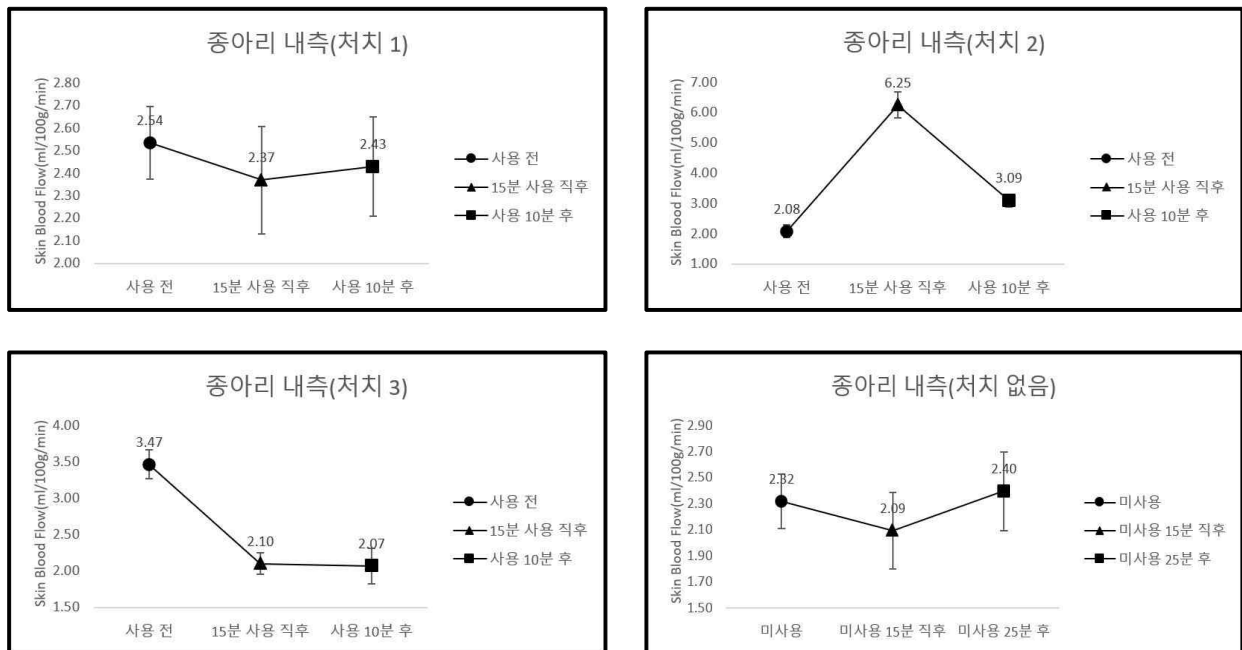 종아리 내측(처치 1)
Skin Blood Flow(ml/100g/min)
2.80
2.70
2.60
2.50
2.40
2.30
2.20
2.10
2.00
2.54
2.37
2.43
사용 전
15분 사용 직후
사용 10분 후
사용 전 15분 사용 직후 사용 10분 후
종아리 내측(처치 2)
Skin Blood Flow(ml/100g/min)
7.00
6.00
5.00
4.00
3.00
2.00
1.00
2.08
6.25
3.09
사용 전
15분 사용 직후
사용 10분 후
사용 전 15분 사용 직후 사용 10분 후
종아리 내측(처치 3)
Skin Blood Flow(ml/100g/min)
4.00
3.50
3.00
2.50
2.00
1.50
3.47
2.10
2.07
사용 전
15분 사용 직후
사용 10분 후
사용 전 15분 사용 직후 사용 10분 후
종아리 내측(처치 없음)
Skin Blood Flow(ml/100g/min)
2.90
2.70
2.50
2.30
2.10
1.90
1.70
1.50
2.32
2.09
2.40
미사용
미사용 15분 직후
미사용 25분 후
미사용 미사용 15분 직후 미사용 25분 후